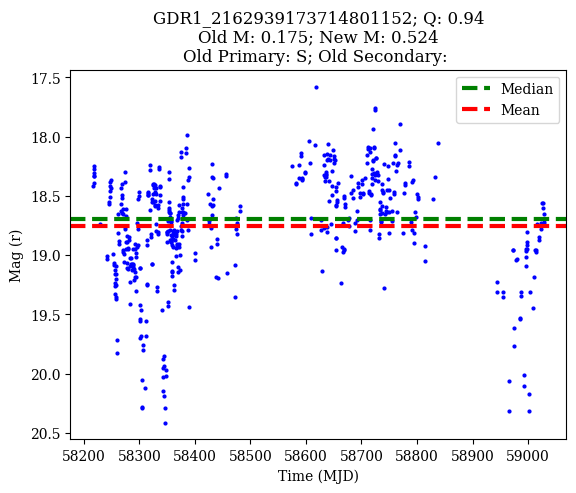 GDR1_2162939173714801152; Q: 0.94
Old M: 0.175; New M: 0.524
Old Primary: S; Old Secondary:
Median
Mean
17.5
18.0
18.5
19.0
19.5
20.0
20.5
Mag (r)
58200 58300 58400 58500 58600 58700 58800 58900 59000
Time (MJD)